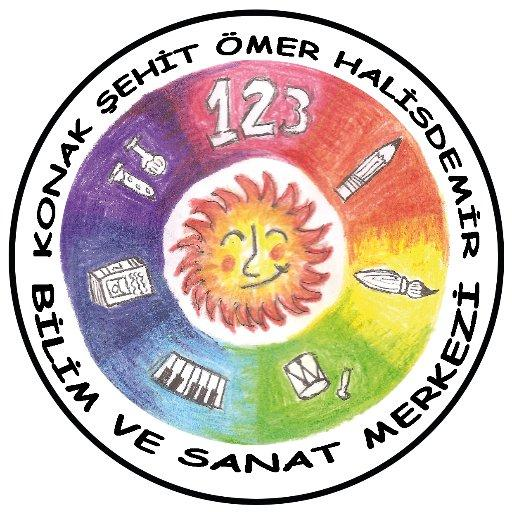 KONAK ŞEHİT ÖMER HALİSDEMİR
BİLİM VE SANAT MERKEZİ
123
a